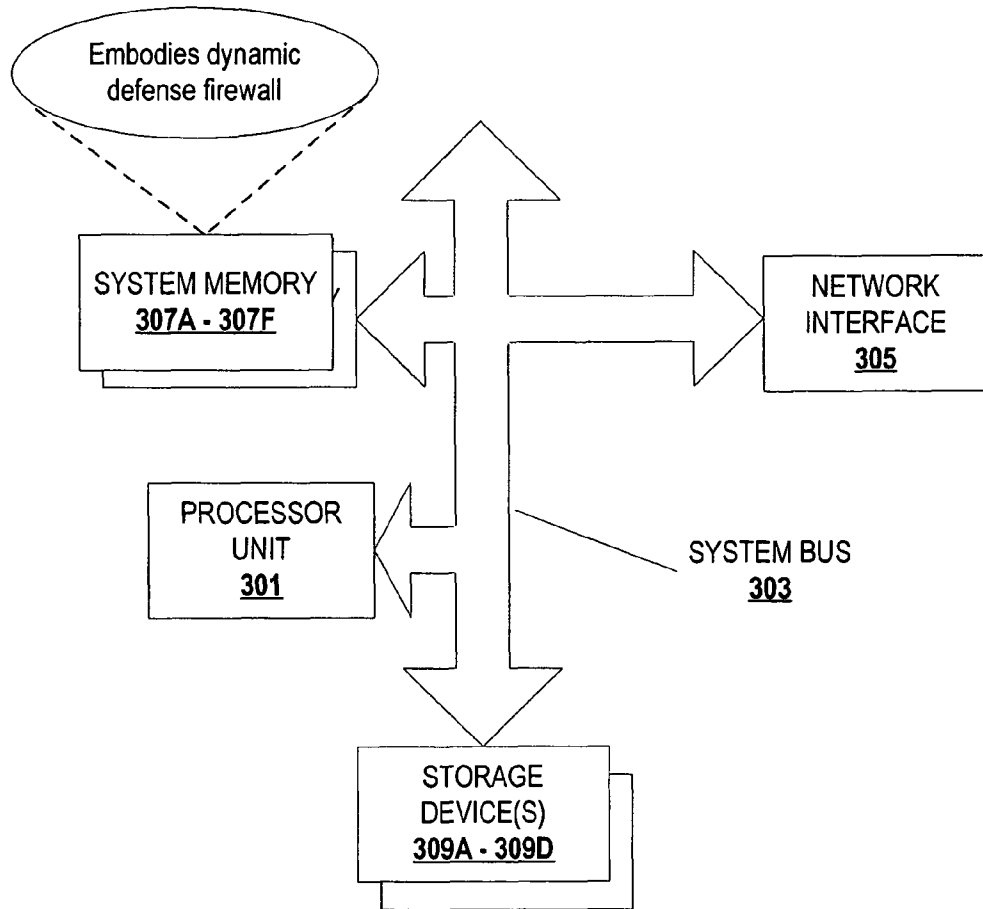 Embodies dynamic
defense firewall
SYSTEM MEMORY
307A - 307F
NETWORK
INTERFACE
305
PROCESSOR
UNIT
301
SYSTEM BUS
303
STORAGE
DEVICE(S)
309A - 309D